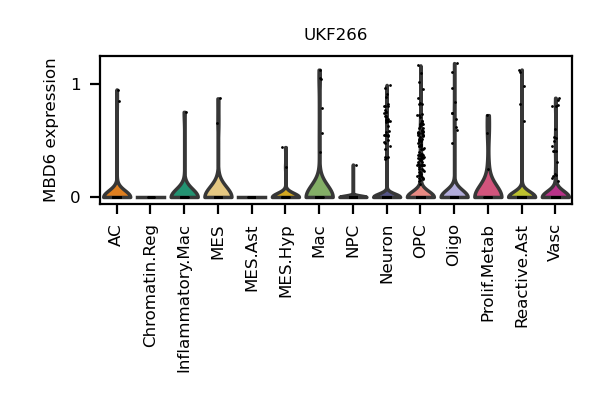 UKF266
MBD6 expression
1
0
AC
Chromatin.Reg
Inflammatory.Mac
MES
MES.Ast
MES.Hyp
Mac
NPC
Neuron
OPC
Oligo
Prolif.Metab
Reactive.Ast
Vasc